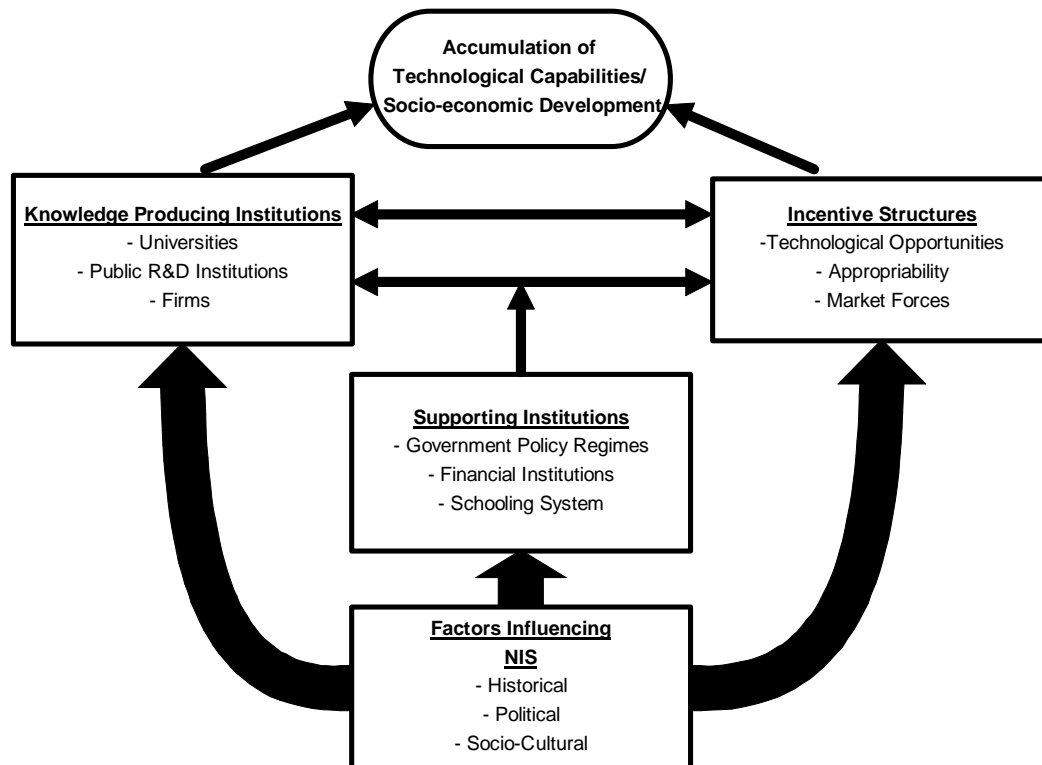 Accumulation of
Technological Capabilities/
Socio-economic Development
Knowledge Producing Institutions
- Universities
- Public R&D Institutions
- Firms
Incentive Structures
-Technological Opportunities
- Appropriability
- Market Forces
Supporting Institutions
- Government Policy Regimes
- Financial Institutions
- Schooling System
Factors Influencing
NIS
- Historical
- Political
- Socio-Cultural